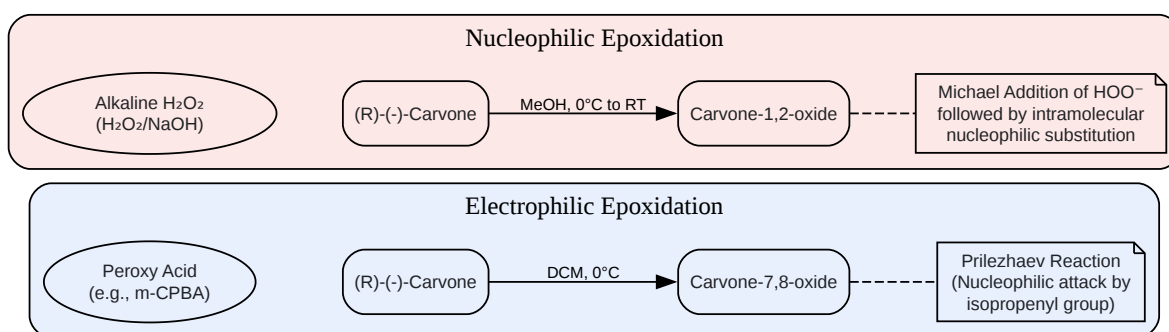 Nucleophilic Epoxidation
Alkaline H₂O₂
(H₂O₂/NaOH)
(R)-(-)-Carvone
MeOH, 0°C to RT
Carvone-1,2-oxide
Michael Addition of HOO⁻
followed by intramolecular
nucleophilic substitution
Electrophilic Epoxidation
Peroxy Acid
(e.g., m-CPBA)
(R)-(-)-Carvone
DCM, 0°C
Carvone-7,8-oxide
Prilezhaev Reaction
(Nucleophilic attack by
isopropenyl group)